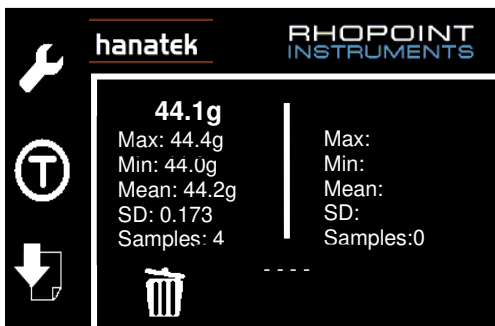 hanatek
RHOPOINT
INSTRUMENTS
44.1g
Max: 44.4g
Min: 44.0g
Mean: 44.2g
SD: 0.173
Samples: 4
Max:
Min:
Mean:
SD:
Samples:0
T
- - - -